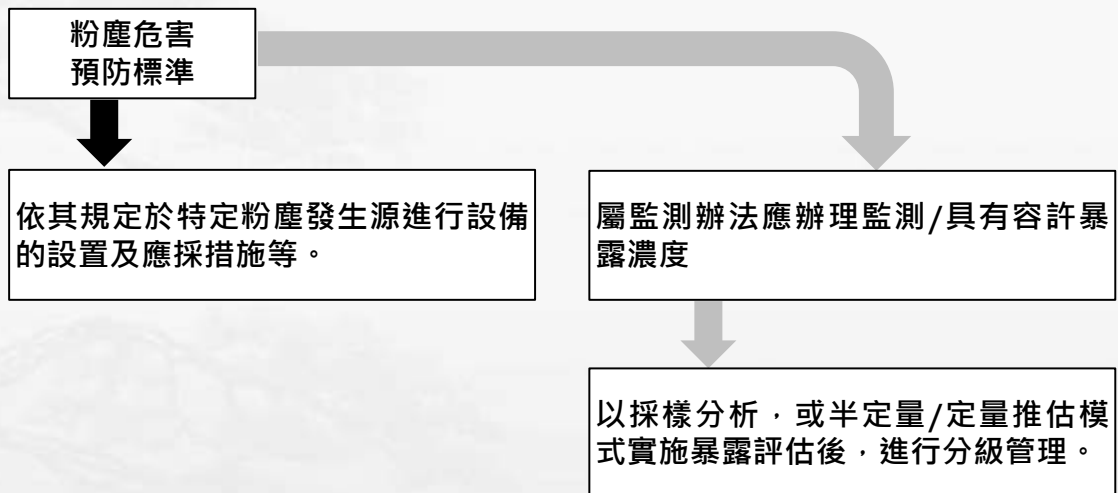 粉塵危害
預防標準
依其規定於特定粉塵發生源進行設備
的設置及應採措施等。
屬監測辦法應辦理監測/具有容許暴
露濃度
以採樣分析，或半定量/定量推估模
式實施暴露評估後，進行分級管理。